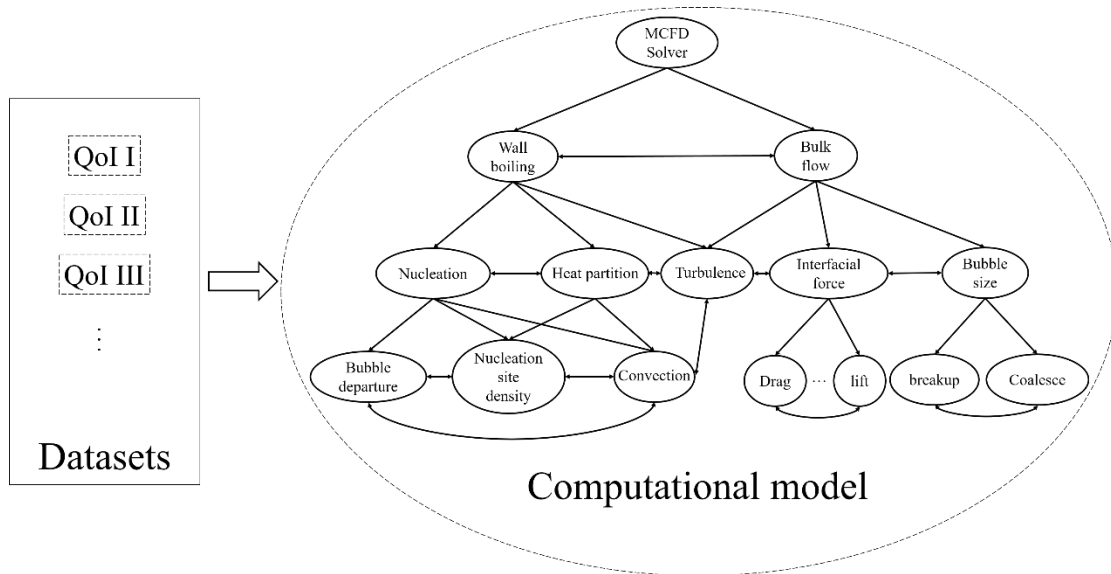 QoI I
QoI II
QoI III
⋮
Datasets
MCFD
Solver
Wall
boiling
Bulk
flow
Nucleation
Heat partition
Turbulence
Interfacial
force
Bubble
size
Bubble
departure
Nucleation
site
density
Convection
Drag
...
lift
breakup
Coalesce
Computational model